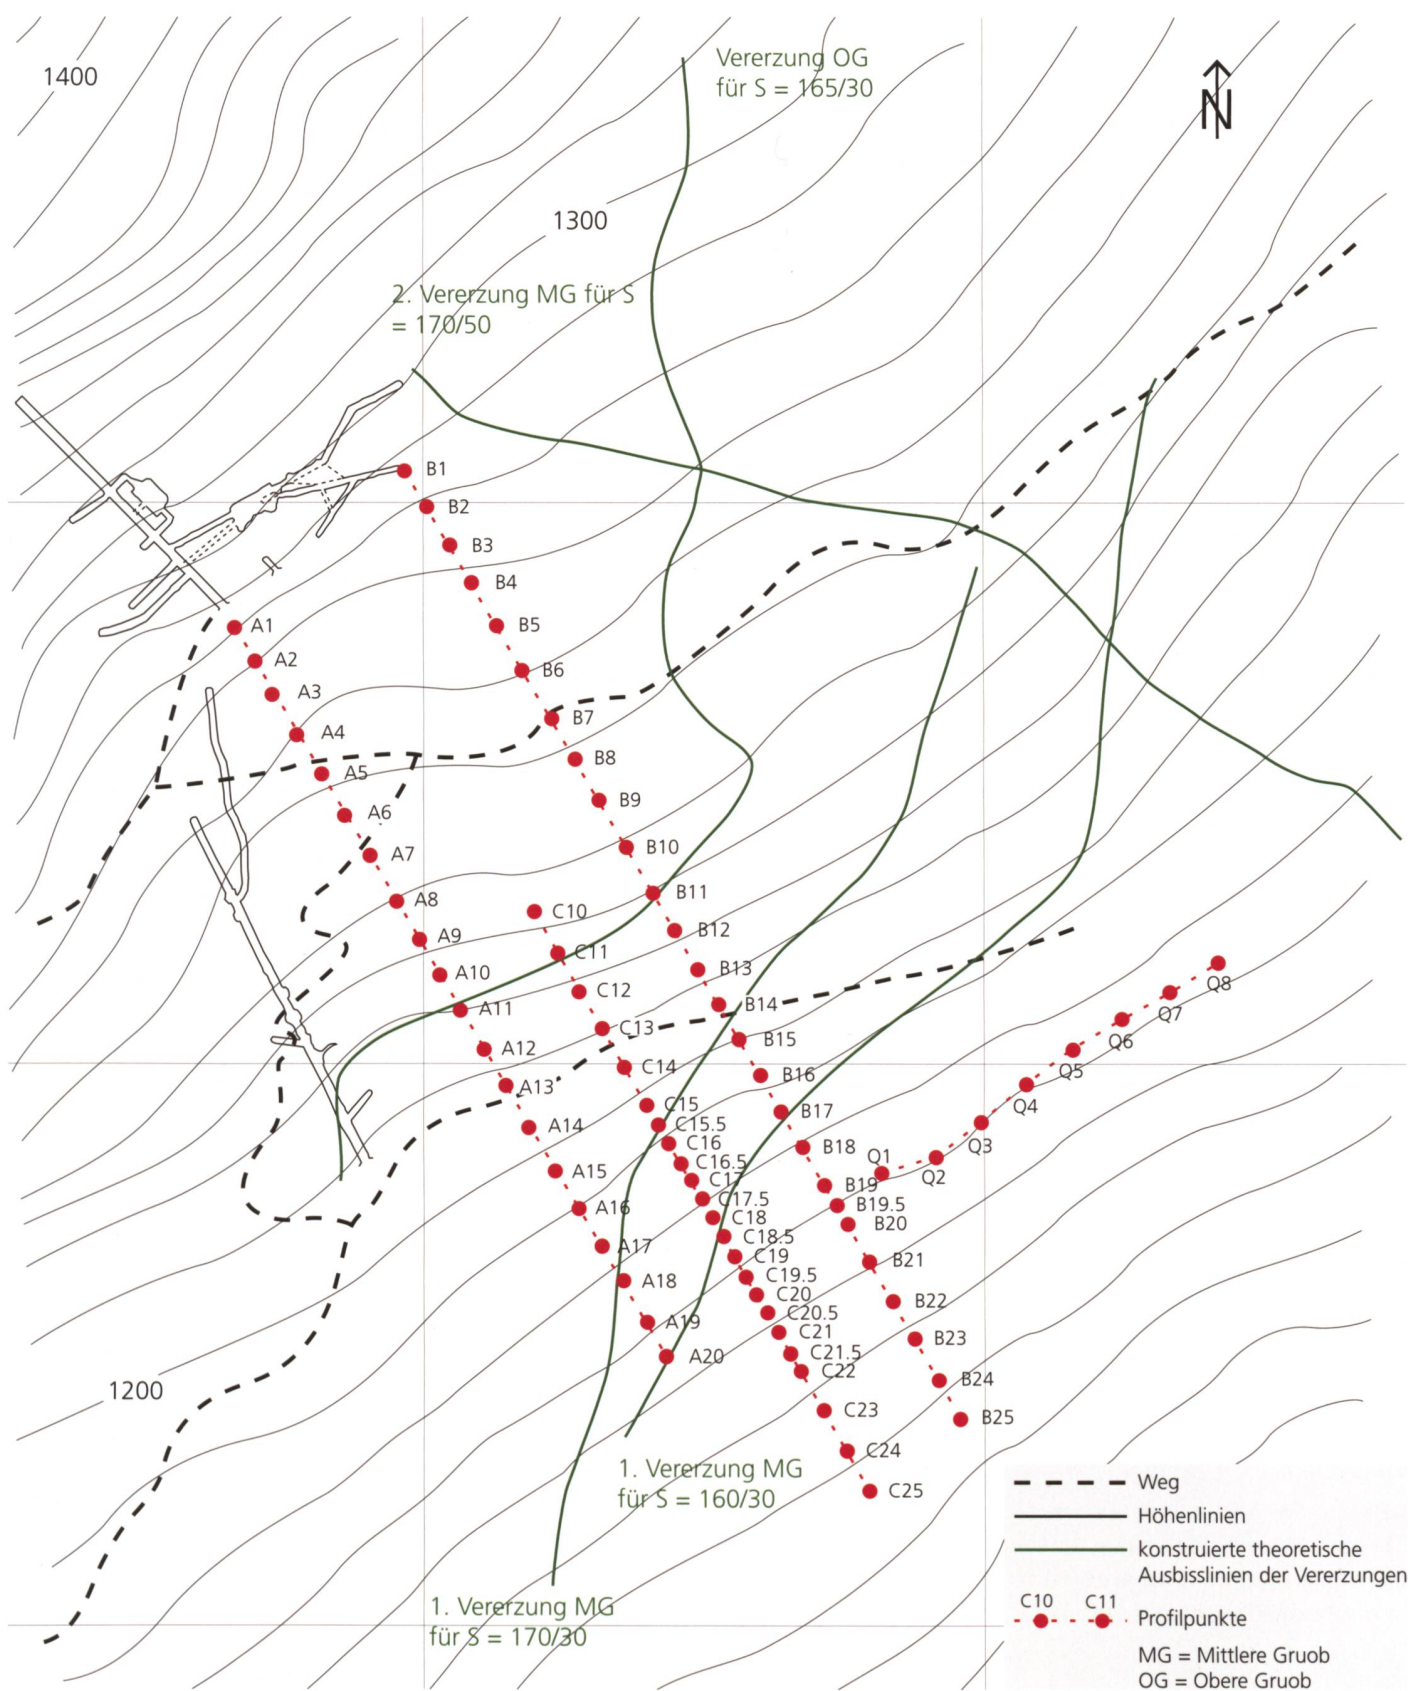 1400
Vererzung OG
für S = 165/30
N
1300
2. Vererzung MG für S
= 170/50
B1
B2
B3
B4
B5
B6
B7
B8
B9
B10
B11
B12
B13
B14
B15
B16
B17
B18
B19
B19.5
B20
B21
B22
B23
B24
B25
A1
A2
A3
A4
A5
A6
A7
A8
A9
A10
A11
A12
A13
A14
A15
A16
A17
A18
A19
A20
C10
C11
C12
C13
C14
C15
C15.5
C16
C16.5
C17
C17.5
C18
C18.5
C19
C19.5
C20
C20.5
C21
C21.5
C22
C23
C24
C25
Q1
Q2
Q3
Q4
Q5
Q6
Q7
Q8
1200
1. Vererzung MG
für S = 160/30
1. Vererzung MG
für S = 170/30
Weg
Höhenlinien
konstruierte theoretische
Ausbisslinien der Vererzungen
C10 C11
Profilpunkte
MG = Mittlere Gruob
OG = Obere Gruob